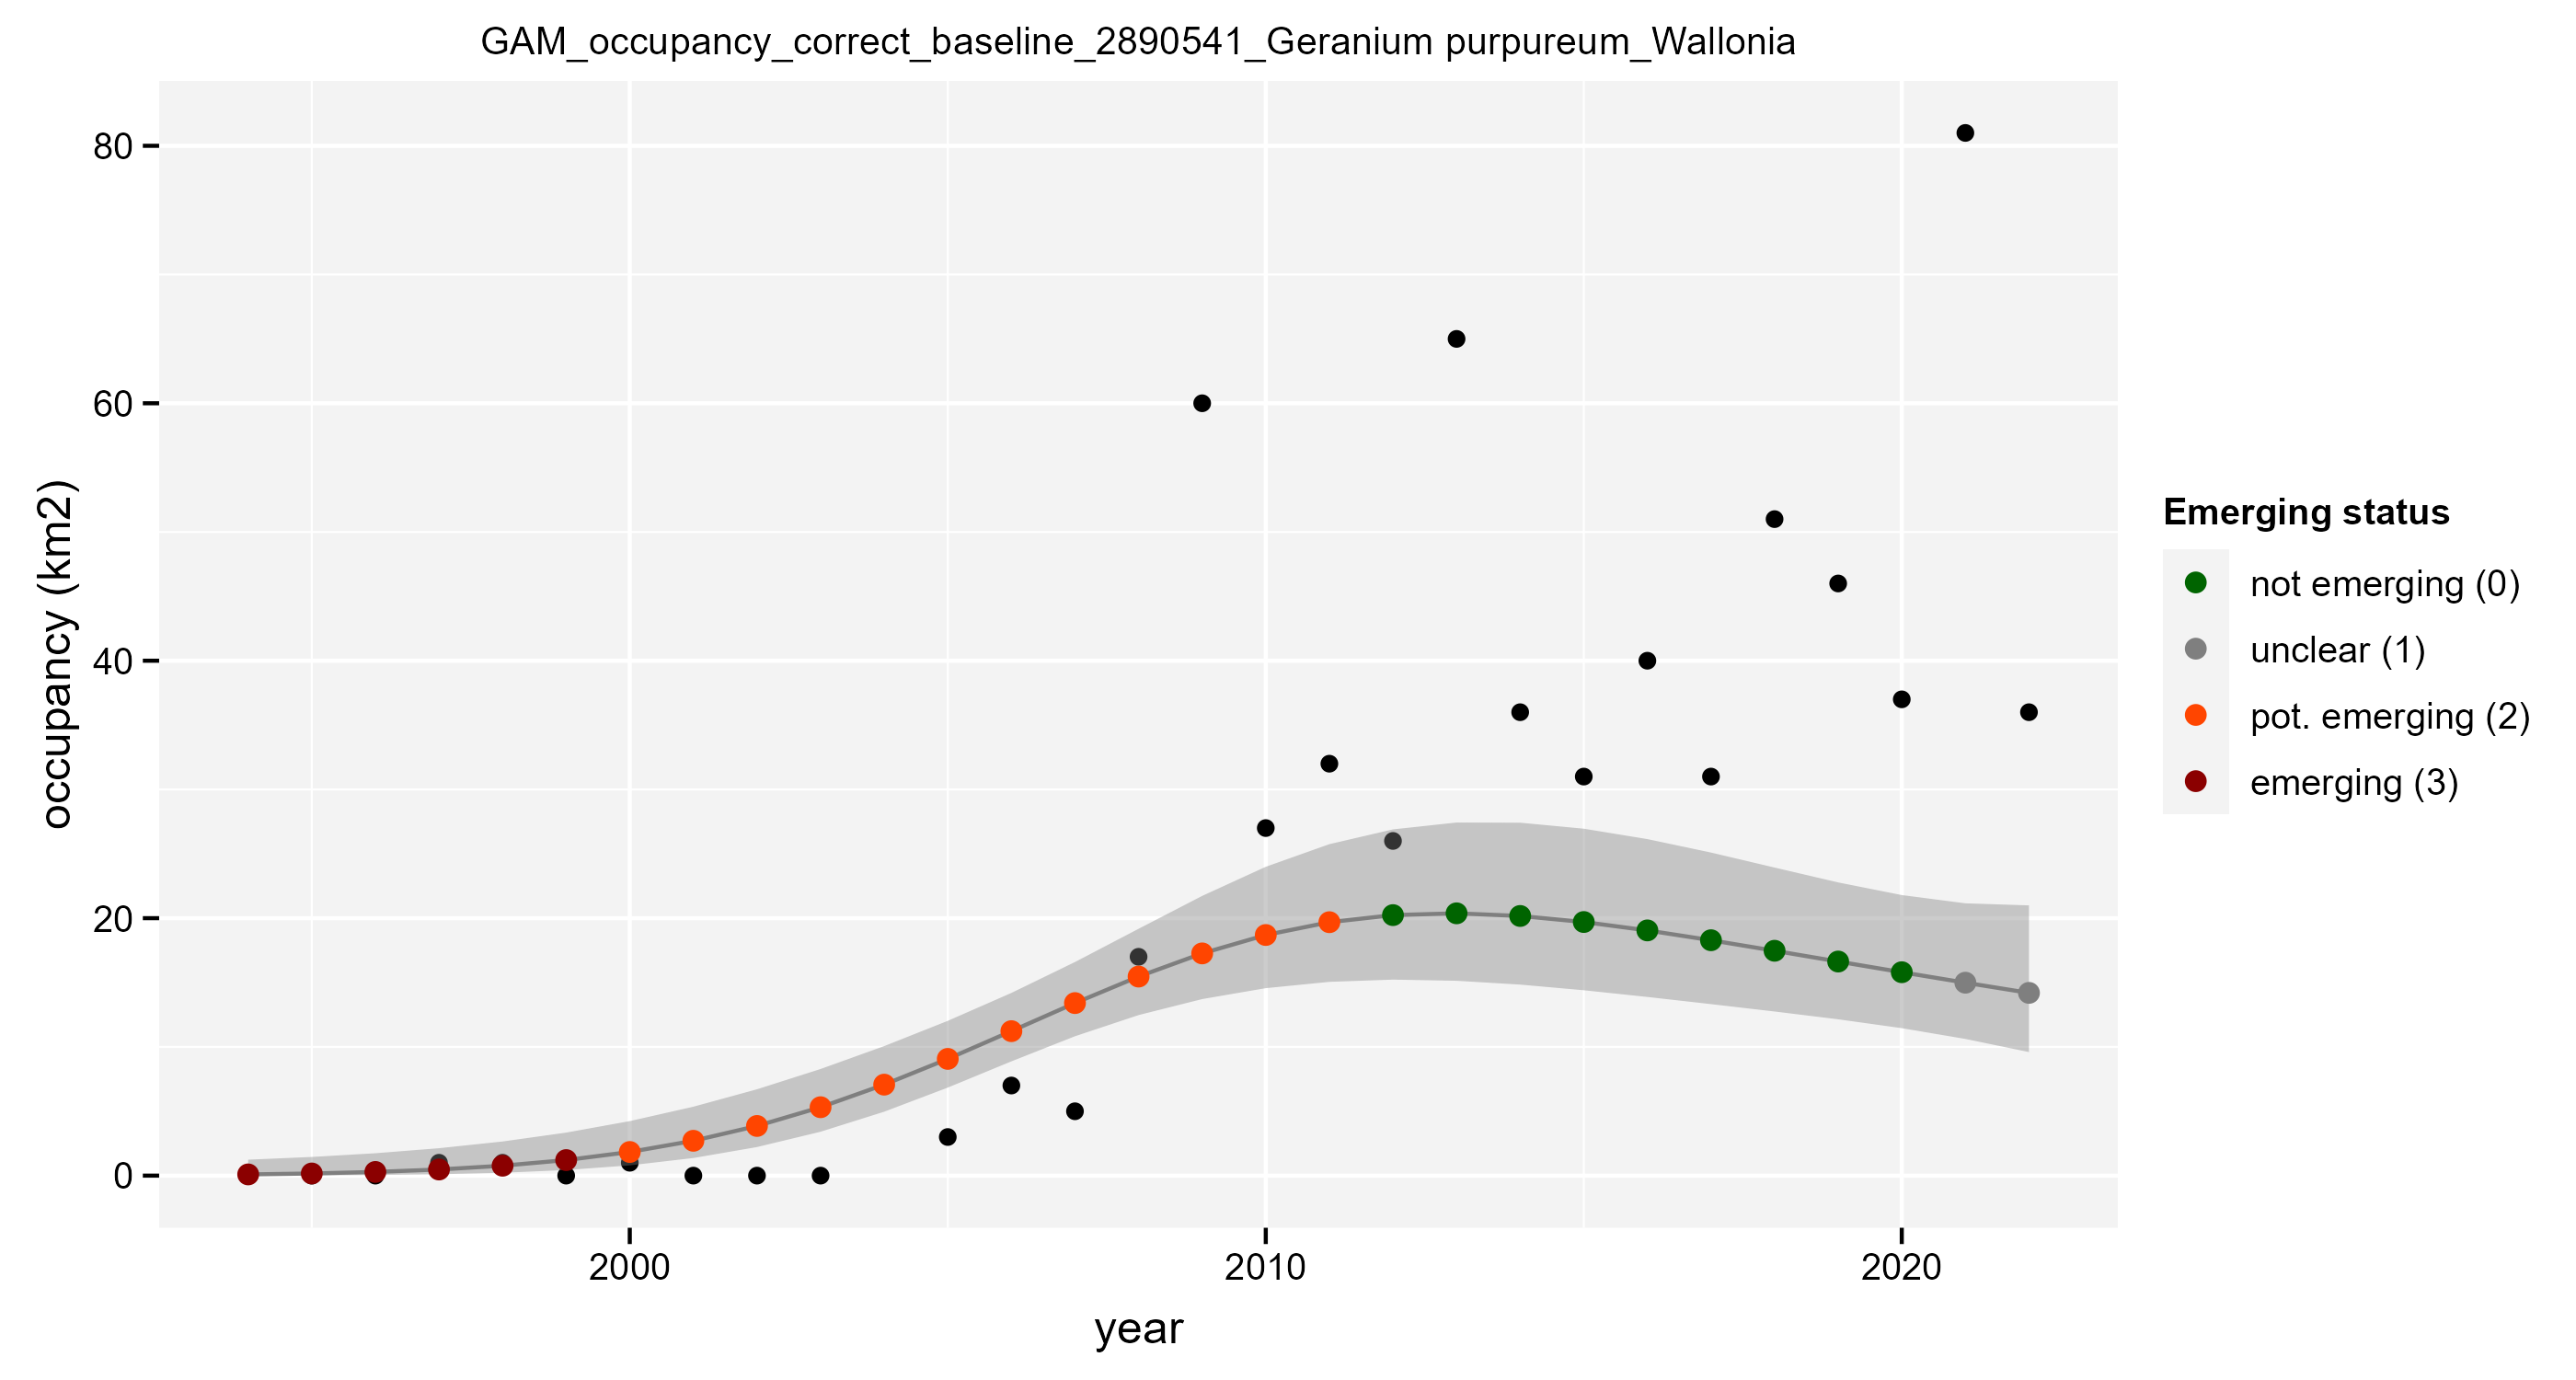 GAM_occupancy_correct_baseline_2890541_Geranium purpureum_Wallonia
80
60
40
20
0
occupancy (km2)
2000
2010
2020
year
Emerging status
not emerging (0)
unclear (1)
pot. emerging (2)
emerging (3)